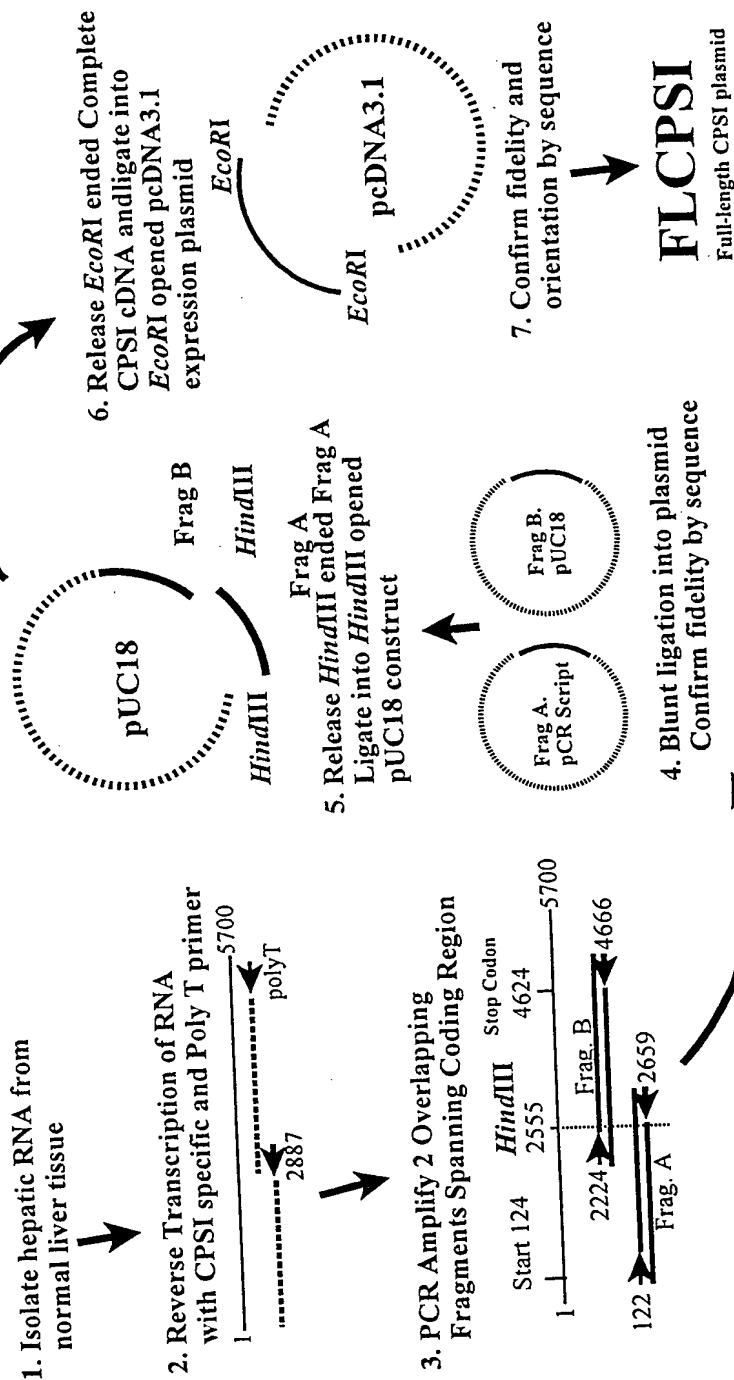 1. Isolate hepatic RNA from
normal liver tissue
2. Reverse Transcription of RNA
with CPSI specific and Poly T primer
1
5700
polyT
2887
3. PCR Amplify 2 Overlapping
Fragments Spanning Coding Region
Start 124
HindIII
2555
Stop Codon
4624
1
5700
2224
Frag. B
4666
122
Frag. A
2659
4. Blunt ligation into plasmid
Confirm fidelity by sequence
Frag A.
pCR Script
Frag B.
pUC18
5. Release HindIII ended Frag A
Ligate into HindIII opened
pUC18 construct
pUC18
HindIII
Frag A
HindIII
Frag B
6. Release EcoRI ended Complete
CPSI cDNA andligate into
EcoRI opened pcDNA3.1
expression plasmid
EcoRI
EcoRI
pcDNA3.1
7. Confirm fidelity and
orientation by sequence
FLCPSI
Full-length CPSI plasmid